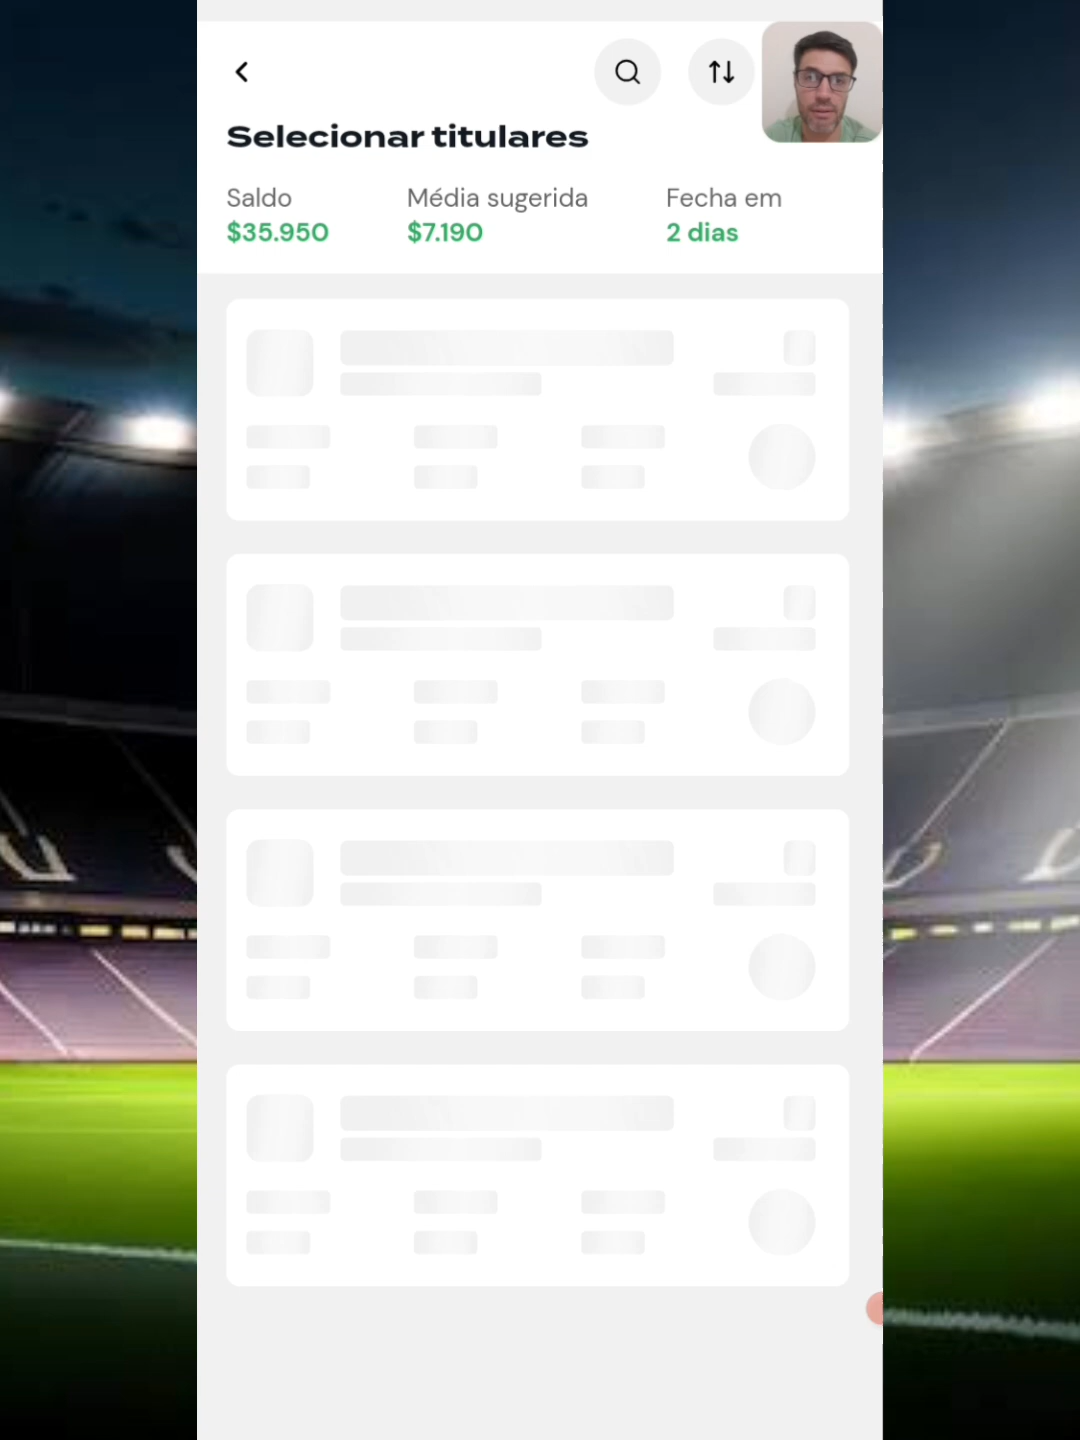 Selecionar titulares
Saldo Média sugerida Fecha em
$35.950 $7.190 2 dias